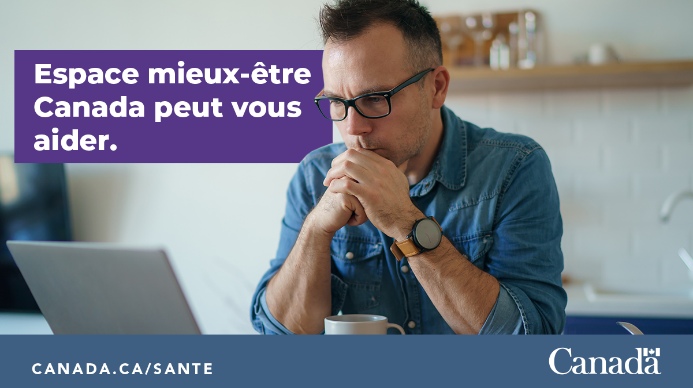 Espace mieux-être
Canada peut vous
aider.
CANADA.CA/SANTE
Canada